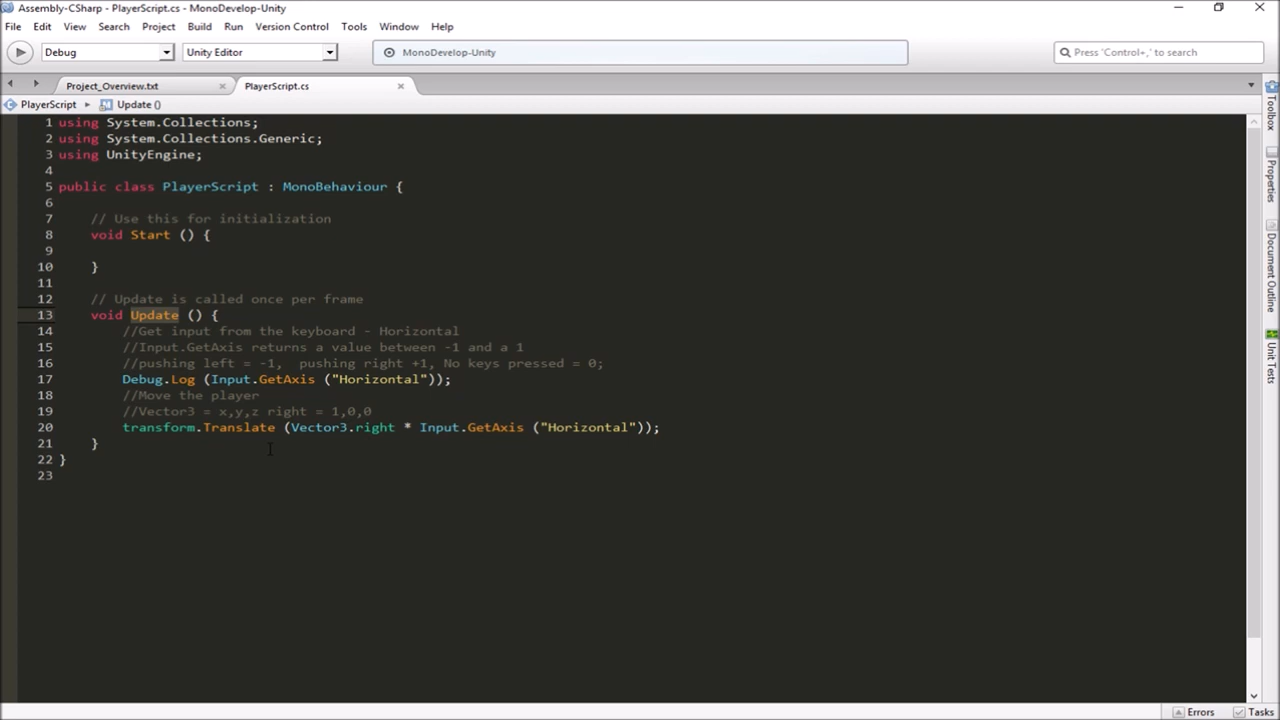 Assembly-CSharp - PlayerScript.cs - MonoDevelop-Unity
File Edit View Search Project Build Run Version Control Tools Window Help
Debug Unity Editor MonoDevelop-Unity Press 'Control+,' to search
Project_Overview.txt PlayerScript.cs
PlayerScript Update ()
1 using System.Collections;
2 using System.Collections.Generic;
3 using UnityEngine;
4
5 public class PlayerScript : MonoBehaviour {
6
7 // Use this for initialization
8 void Start () {
9
10 }
11
12 // Update is called once per frame
13 void Update () {
14 //Get input from the keyboard - Horizontal
15 //Input.GetAxis returns a value between -1 and a 1
16 //pushing left = -1,  pushing right +1, No keys pressed = 0;
17 Debug.Log (Input.GetAxis ("Horizontal"));
18 //Move the player
19 //Vector3 = x,y,z right = 1,0,0
20 transform.Translate (Vector3.right * Input.GetAxis ("Horizontal"));
21 }
22 }
23
Toolbox
Properties
Document Outline
Unit Tests
Errors Tasks